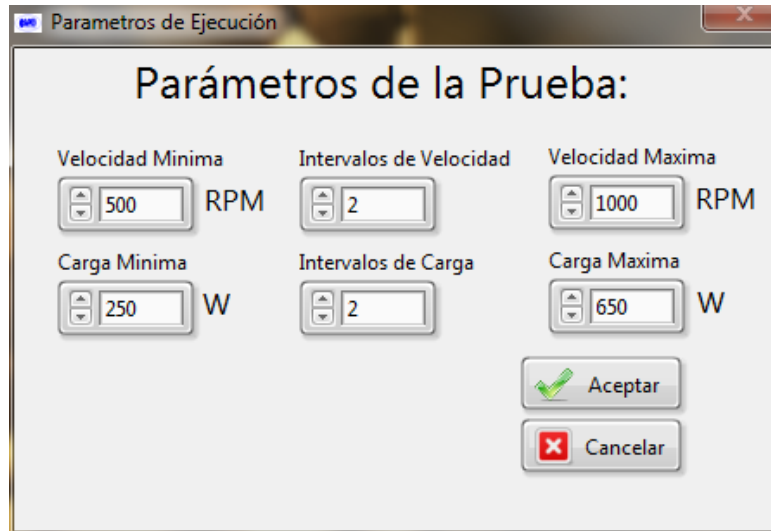 Parametros de Ejecución
Parámetros de la Prueba:
Velocidad Minima
Intervalos de Velocidad
Velocidad Maxima
500 RPM
2
1000 RPM
Carga Minima
Intervalos de Carga
Carga Maxima
250 W
2
650 W
Aceptar
Cancelar